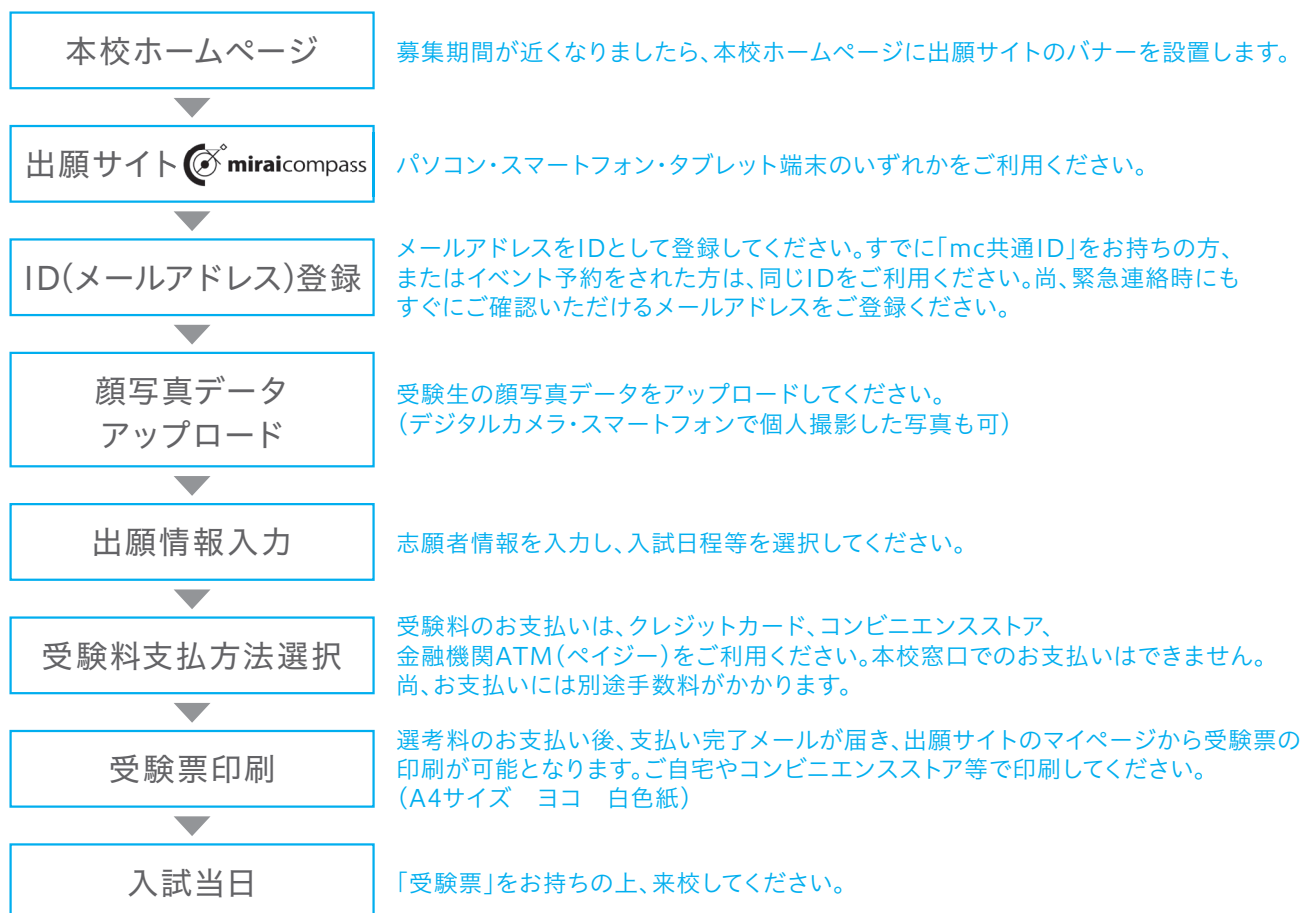 本校ホームページ
募集期間が近くなりましたら、本校ホームページに出願サイトのバナーを設置します。
出願サイト miraicompass
パソコン・スマートフォン・タブレット端末のいずれかをご利用ください。
ID(メールアドレス)登録
メールアドレスをIDとして登録してください。すでに「mc共通ID」をお持ちの方、
またはイベント予約をされた方は、同じIDをご利用ください。尚、緊急連絡時にも
すぐにご確認いただけるメールアドレスをご登録ください。
顔写真データ
アップロード
受験生の顔写真データをアップロードしてください。
(デジタルカメラ・スマートフォンで個人撮影した写真も可)
出願情報入力
志願者情報を入力し、入試日程等を選択してください。
受験料支払方法選択
受験料のお支払いは、クレジットカード、コンビニエンスストア、
金融機関ATM(ペイジー)をご利用ください。本校窓口でのお支払いはできません。
尚、お支払いには別途手数料がかかります。
受験票印刷
選考料のお支払い後、支払い完了メールが届き、出願サイトのマイページから受験票の
印刷が可能となります。ご自宅やコンビニエンスストア等で印刷してください。
(A4サイズ　ヨコ　白色紙)
入試当日
「受験票」をお持ちの上、来校してください。